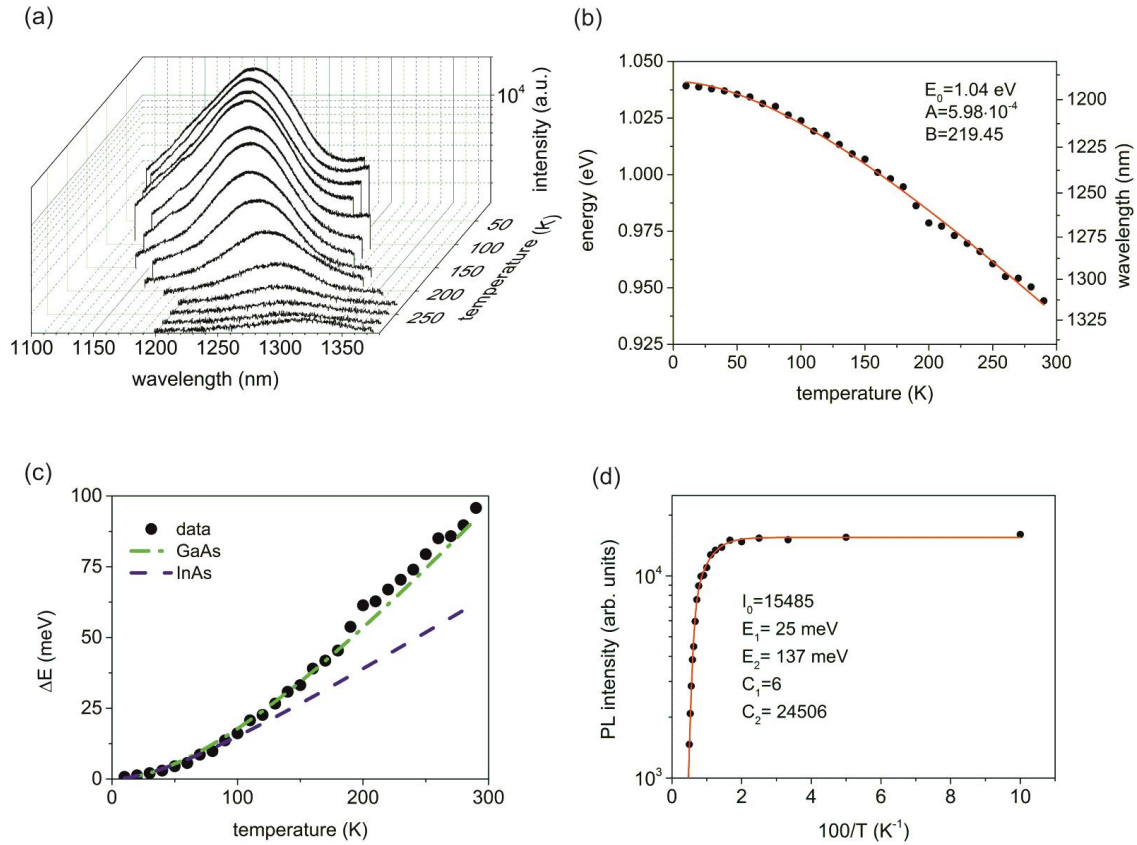 (a)
10⁴
intensity (a.u.)
50
100
150
200
250
temperature (k)
1100 1150 1200 1250 1300 1350
wavelength (nm)
(b)
1.050
1.025
1.000
0.975
0.950
0.925
energy (eV)
E₀=1.04 eV
A=5.98·10⁻⁴
B=219.45
1200
1225
1250
1275
1300
1325
wavelength (nm)
0 50 100 150 200 250 300
temperature (K)
(c)
100
75
50
25
0
ΔE (meV)
data
GaAs
InAs
0 100 200 300
temperature (K)
(d)
10⁴
10³
PL intensity (arb. units)
I₀=15485
E₁= 25 meV
E₂= 137 meV
C₁=6
C₂= 24506
0 2 4 6 8 10
100/T (K⁻¹)